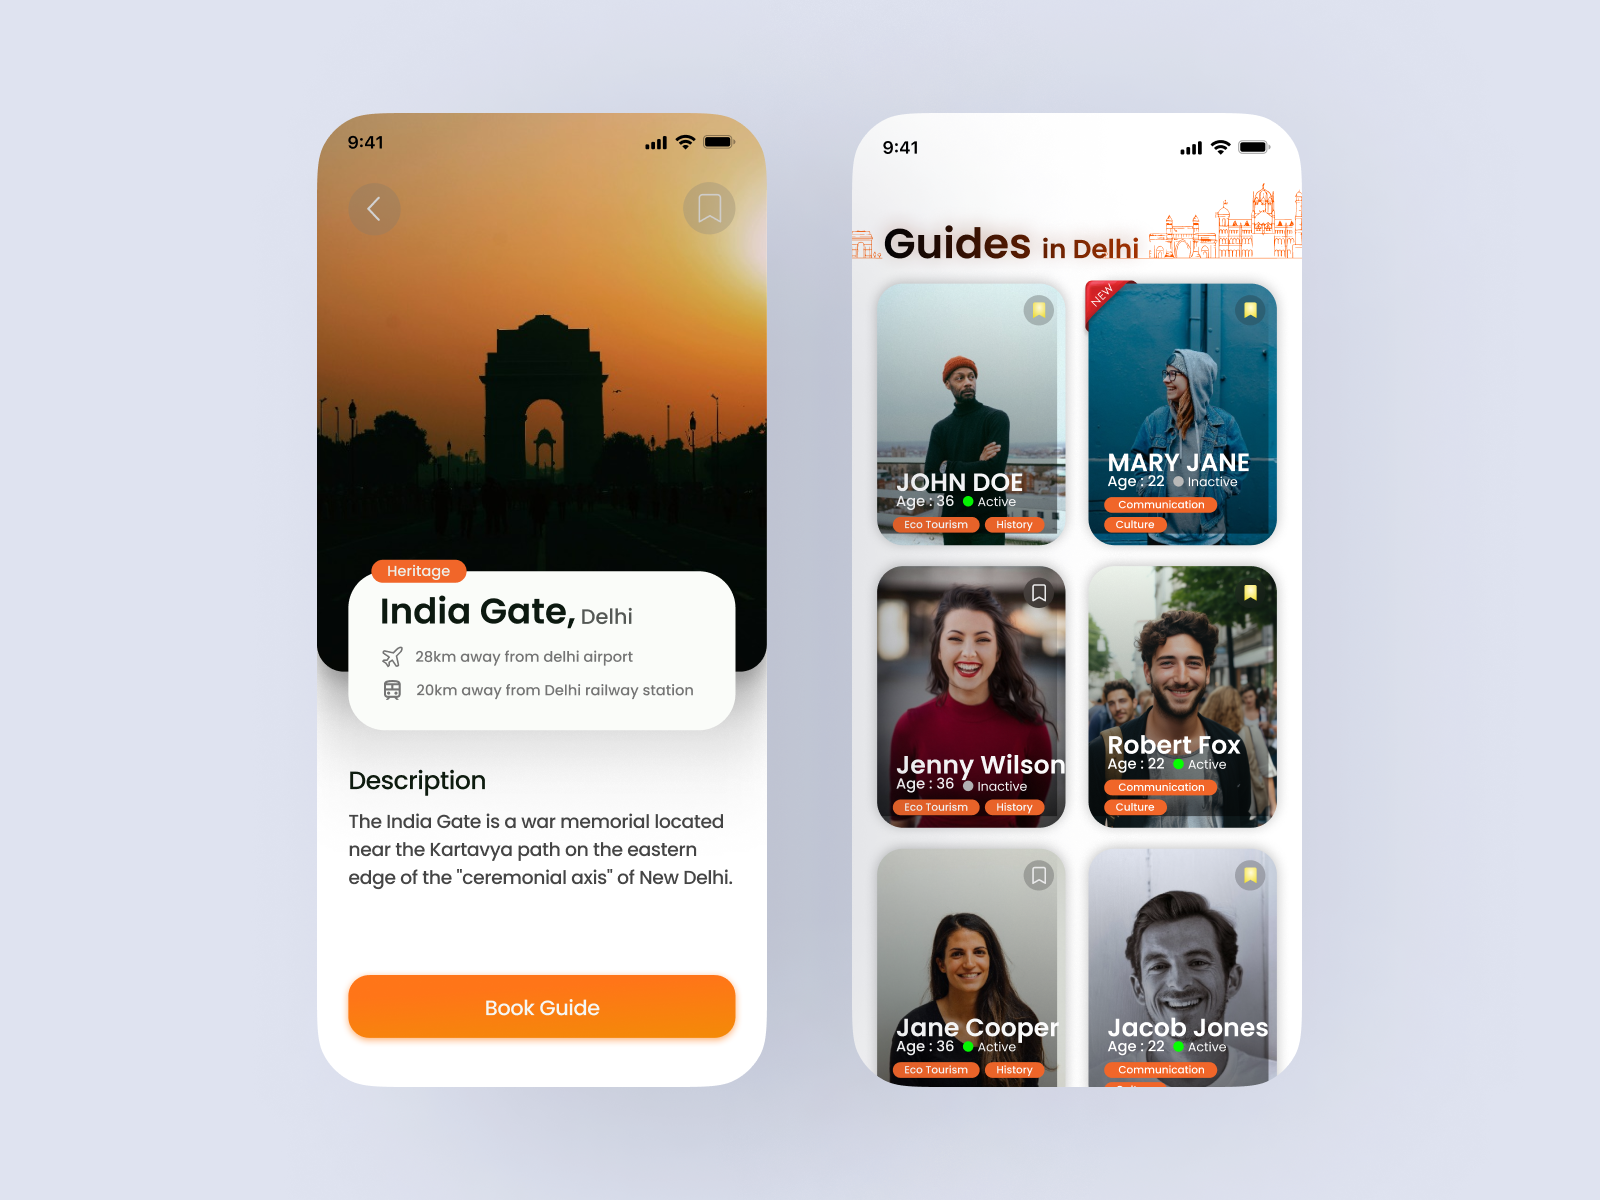 9:41
Heritage
India Gate, Delhi
28km away from delhi airport
20km away from Delhi railway station
Description
The India Gate is a war memorial located
near the Kartavya path on the eastern
edge of the "ceremonial axis" of New Delhi.
Book Guide
9:41
Guides in Delhi
JOHN DOE
Age : 36 Active
Eco Tourism History
NEW
MARY JANE
Age : 22 Inactive
Communication
Culture
Jenny Wilson
Age : 36 Inactive
Eco Tourism History
Robert Fox
Age : 22 Active
Communication
Culture
Jane Cooper
Age : 36 Active
Eco Tourism History
Jacob Jones
Age : 22 Active
Communication